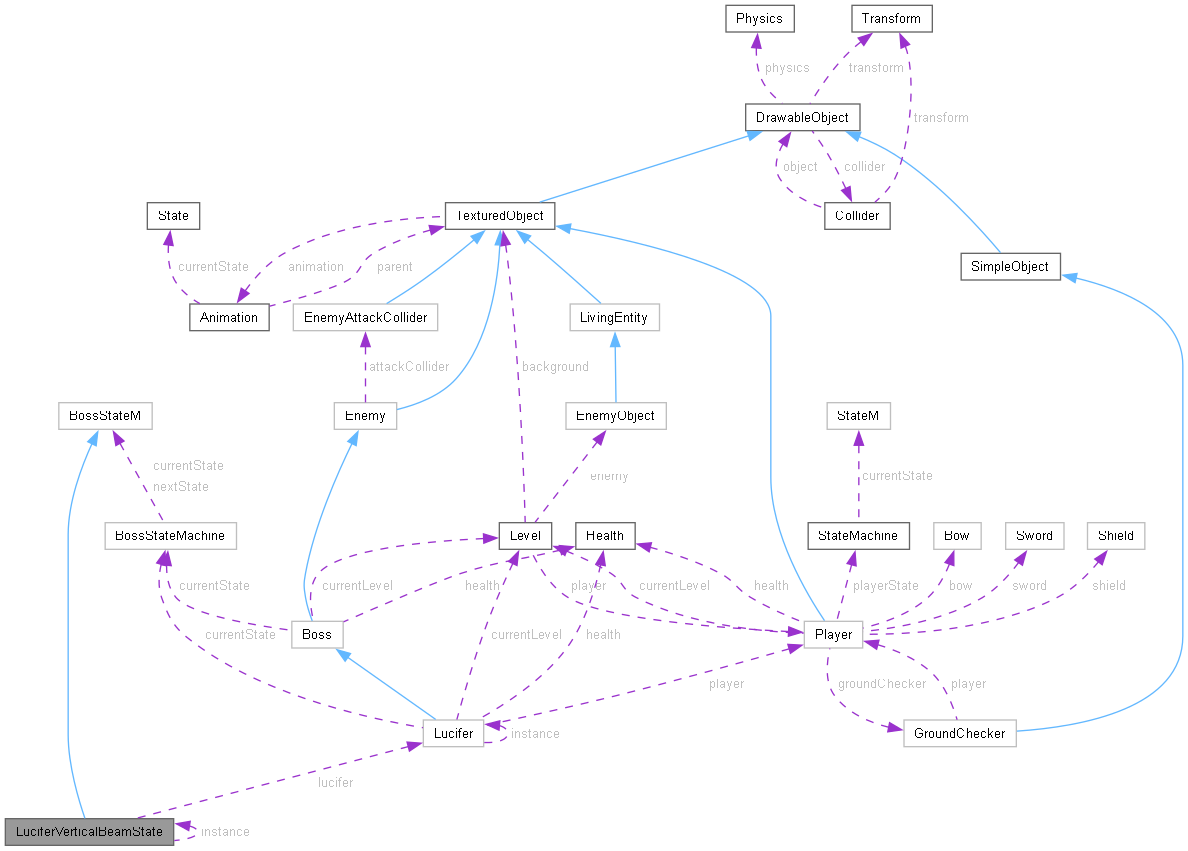 Physics
Transform
physics
transform
DrawableObject
transform
object
collider
State
TexturedObject
Collider
currentState
animation
parent
SimpleObject
Animation
EnemyAttackCollider
LivingEntity
attackCollider
background
BossStateM
Enemy
EnemyObject
StateM
currentState
nextState
enemy
currentState
BossStateMachine
Level
Health
StateMachine
Bow
Sword
Shield
currentState
currentLevel
health
player
currentLevel
health
playerState
bow
sword
shield
Boss
currentState
currentLevel
health
Player
player
groundChecker
player
Lucifer
instance
GroundChecker
lucifer
LuciferVerticalBeamState
instance